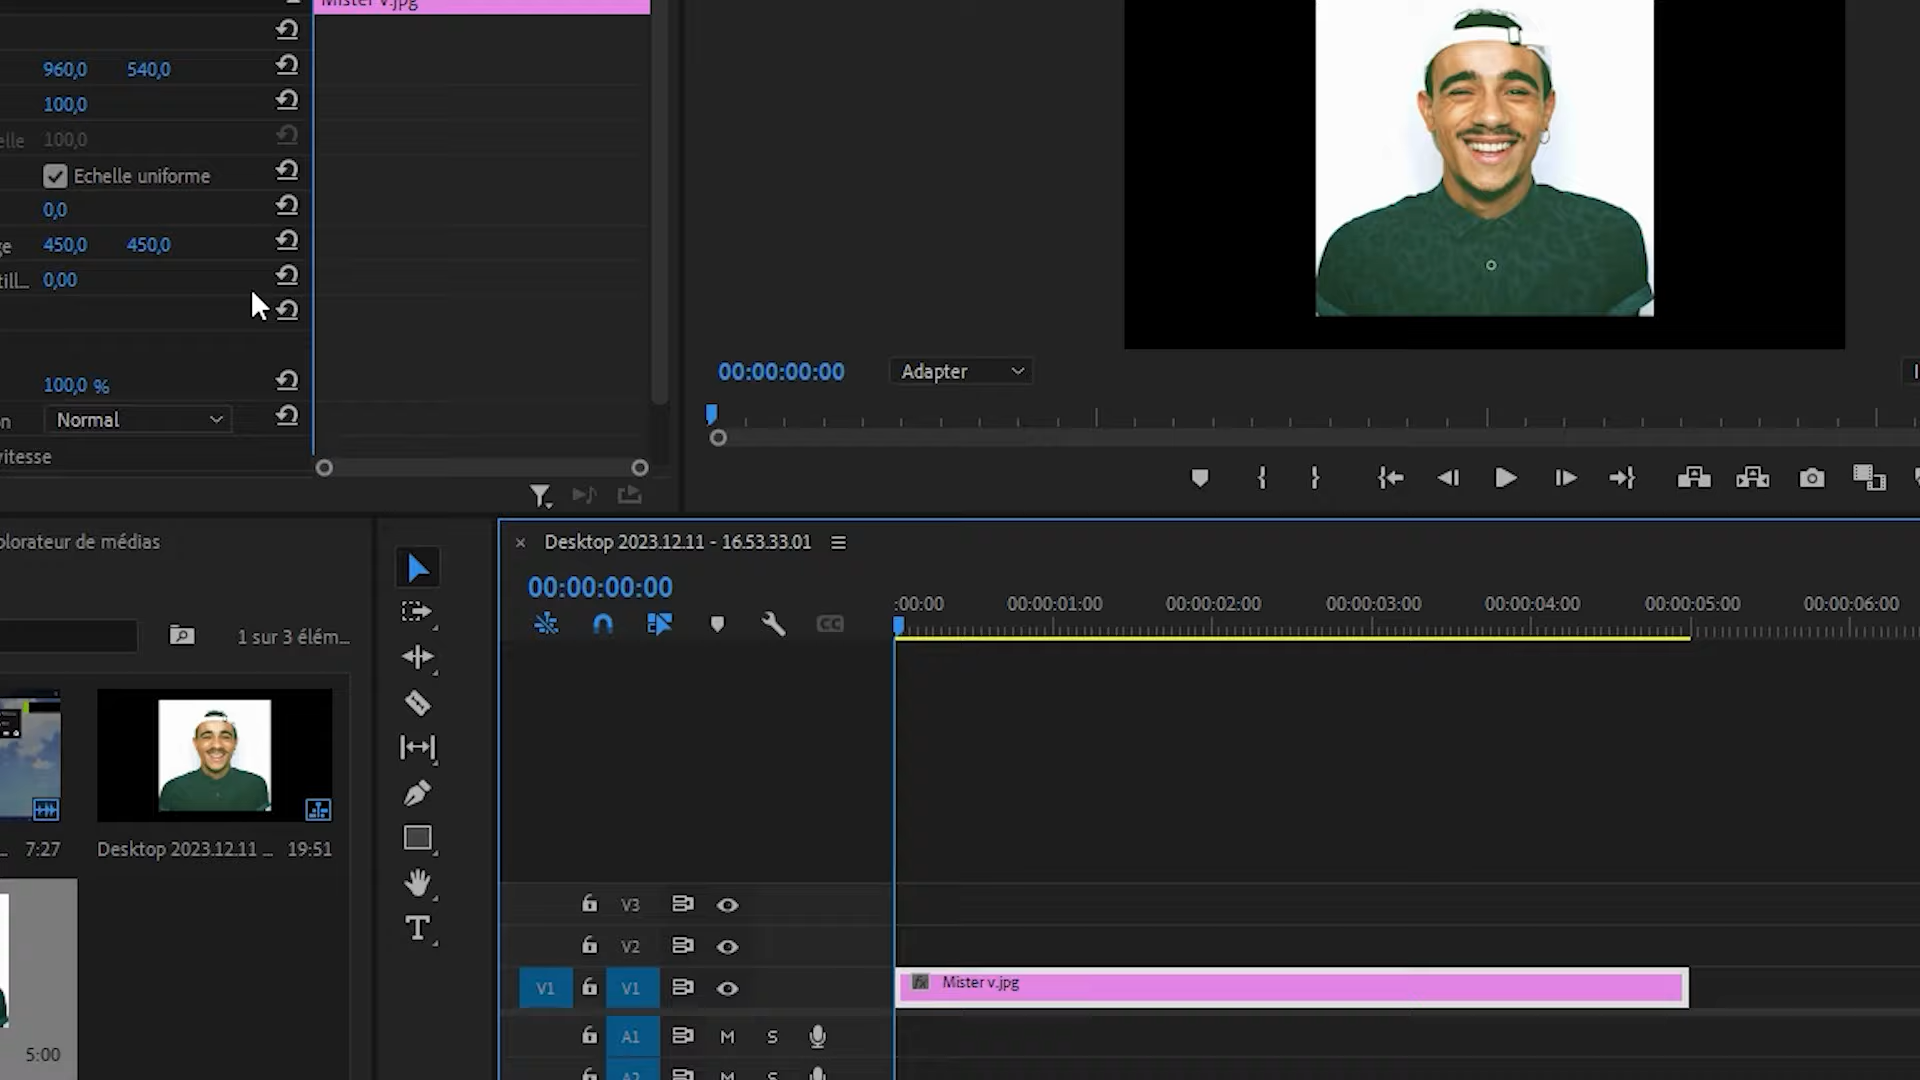 Mister v.jpg
960,0 540,0
100,0
elle 100,0
Echelle uniforme
0,0
ge 450,0 450,0
till... 0,00
100,0 %
on Normal
vitesse
00:00:00:00 Adapter
plorateur de médias
1 sur 3 élém...
7:27
Desktop 2023.12.11 ... 19:51
5:00
T
× Desktop 2023.12.11 - 16.53.33.01
00:00:00:00
:00:00 00:00:01:00 00:00:02:00 00:00:03:00 00:00:04:00 00:00:05:00 00:00:06:00
CC
V3
V2
V1 V1 fx Mister v.jpg
A1 M S
A2 M S